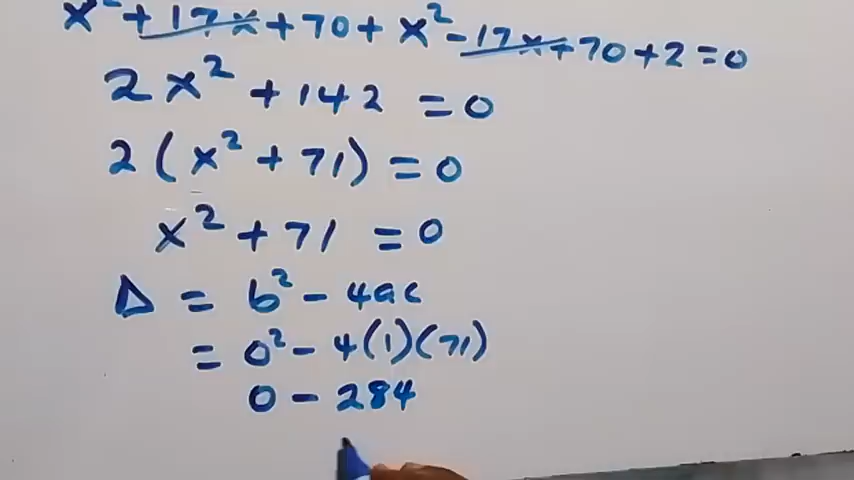 x² + 17x + 70 + x² - 17x + 70 + 2 = 0
2x² + 142 = 0
2(x² + 71) = 0
x² + 71 = 0
Δ = b² - 4ac
= 0² - 4(1)(71)
0 - 284